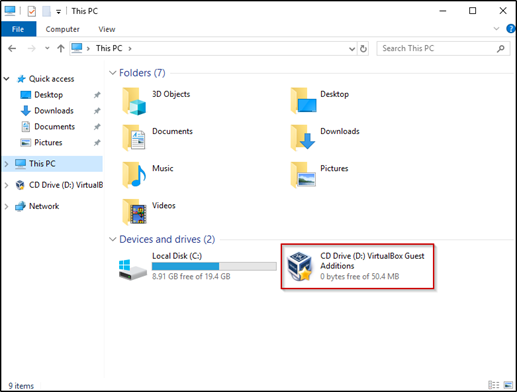 This PC
File
Computer
View
This PC
Search This PC
Quick access
Desktop
Downloads
Documents
Pictures
This PC
CD Drive (D:) VirtualB
Network
Folders (7)
3D Objects
Desktop
Documents
Downloads
Music
Pictures
Videos
Devices and drives (2)
Local Disk (C:)
8.91 GB free of 19.4 GB
CD Drive (D:) VirtualBox Guest
Additions
0 bytes free of 50.4 MB
9 items